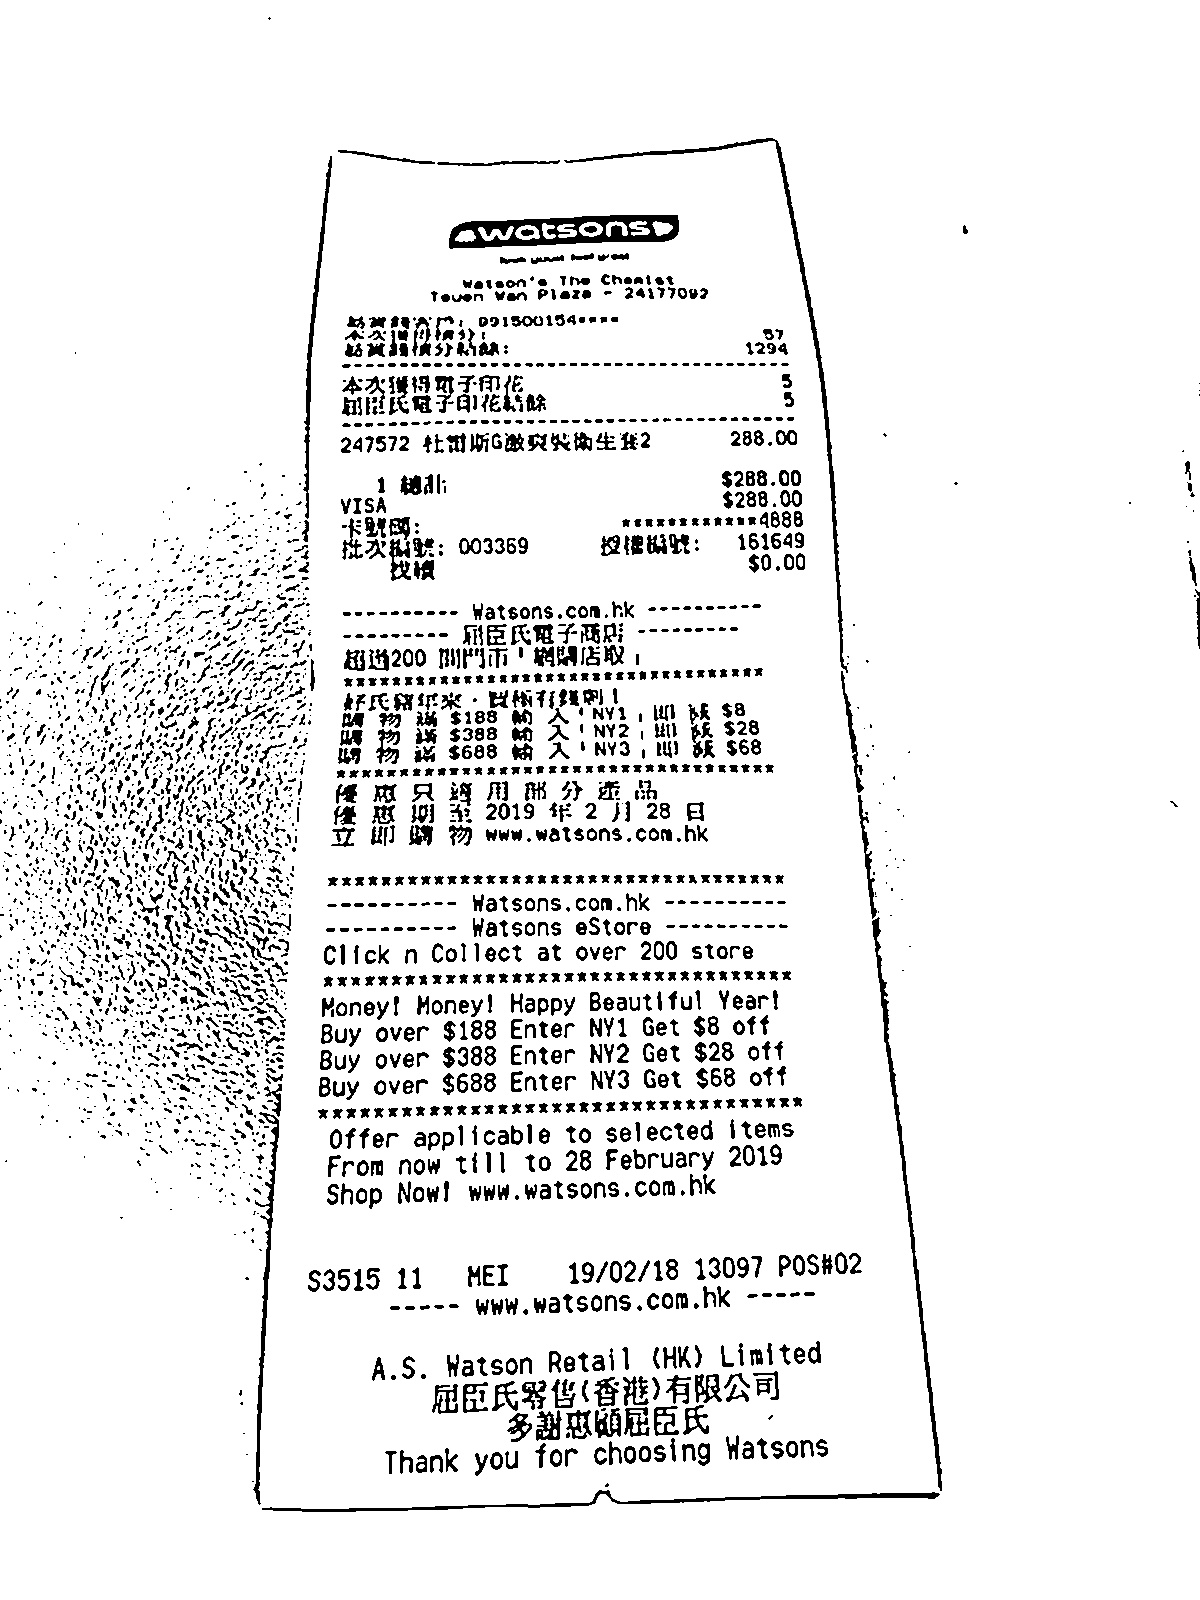 watsons
look good. feel great
Watson's The Chemist
Tsuen Wan Plaza - 24177092
易賞錢客戶: 991500154****
本次獲得積分: 57
易賞錢積分結餘: 1294
本次獲得電子印花 5
屈臣氏電子印花結餘 5
247572 杜蕾斯G激爽裝衛生套2 288.00
1 總計: $288.00
VISA $288.00
卡號碼: ************4888
批次編號: 003369 授權編號: 161649
找續 $0.00
---------- Watsons.com.hk ----------
--------- 屈臣氏電子商店 ---------
超過200 間門市「網購店取」
***********************************
好氏豬年來,買極有錢剩!
購 物 滿 $188 輸 入「NY1」即 減 $8
購 物 滿 $388 輸 入「NY2」即 減 $28
購 物 滿 $688 輸 入「NY3」即 減 $68
***********************************
優 惠 只 適 用 部 分 產 品
優 惠 期 至 2019 年 2 月 28 日
立 即 購 物 www.watsons.com.hk
***********************************
---------- Watsons.com.hk ----------
---------- Watsons eStore ----------
Click n Collect at over 200 store
***********************************
Money! Money! Happy Beautiful Year!
Buy over $188 Enter NY1 Get $8 off
Buy over $388 Enter NY2 Get $28 off
Buy over $688 Enter NY3 Get $68 off
***********************************
Offer applicable to selected items
From now till to 28 February 2019
Shop Now! www.watsons.com.hk
S3515 11 MEI 19/02/18 13097 POS#02
----- www.watsons.com.hk -----
A.S. Watson Retail (HK) Limited
屈臣氏零售(香港)有限公司
多謝惠顧屈臣氏
Thank you for choosing Watsons